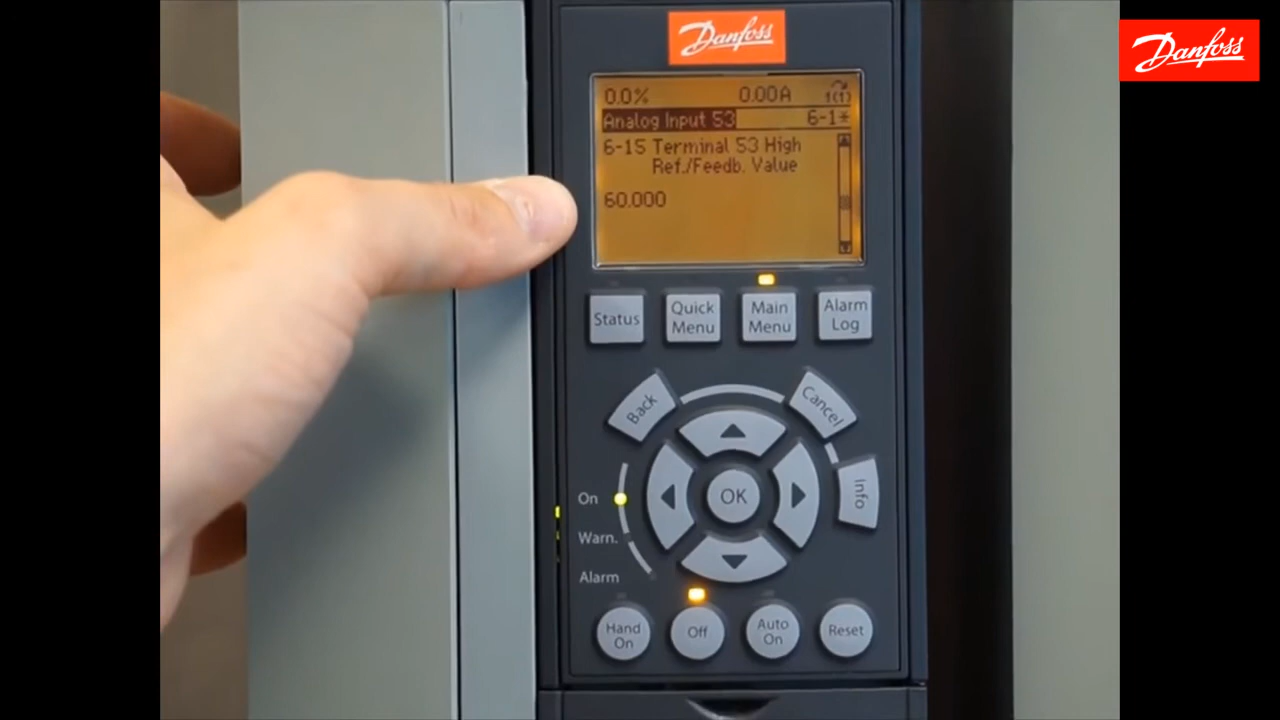 Danfoss
Danfoss
0.0% 0.00A 1(1)
Analog Input 53 6-1*
6-15 Terminal 53 High
Ref./Feedb. Value
60.000
Status
Quick
Menu
Main
Menu
Alarm
Log
Back
Cancel
OK
Info
On
Warn.
Alarm
Hand
On
Off
Auto
On
Reset